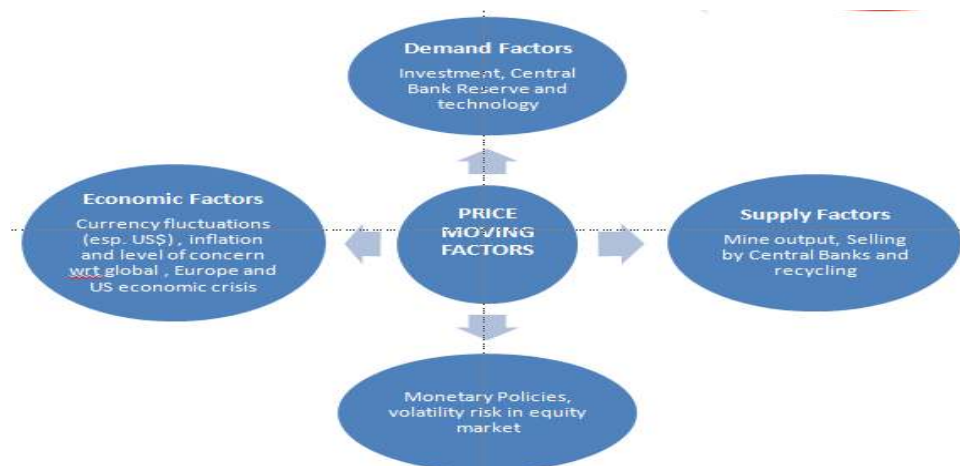 Demand Factors
Investment, Central
Bank Reserve and
technology
Economic Factors
Currency fluctuations
(esp. US$) , inflation
and level of concern
wrt global , Europe and
US economic crisis
PRICE
MOVING
FACTORS
Supply Factors
Mine output, Selling
by Central Banks and
recycling
Monetary Policies,
volatility risk in equity
market